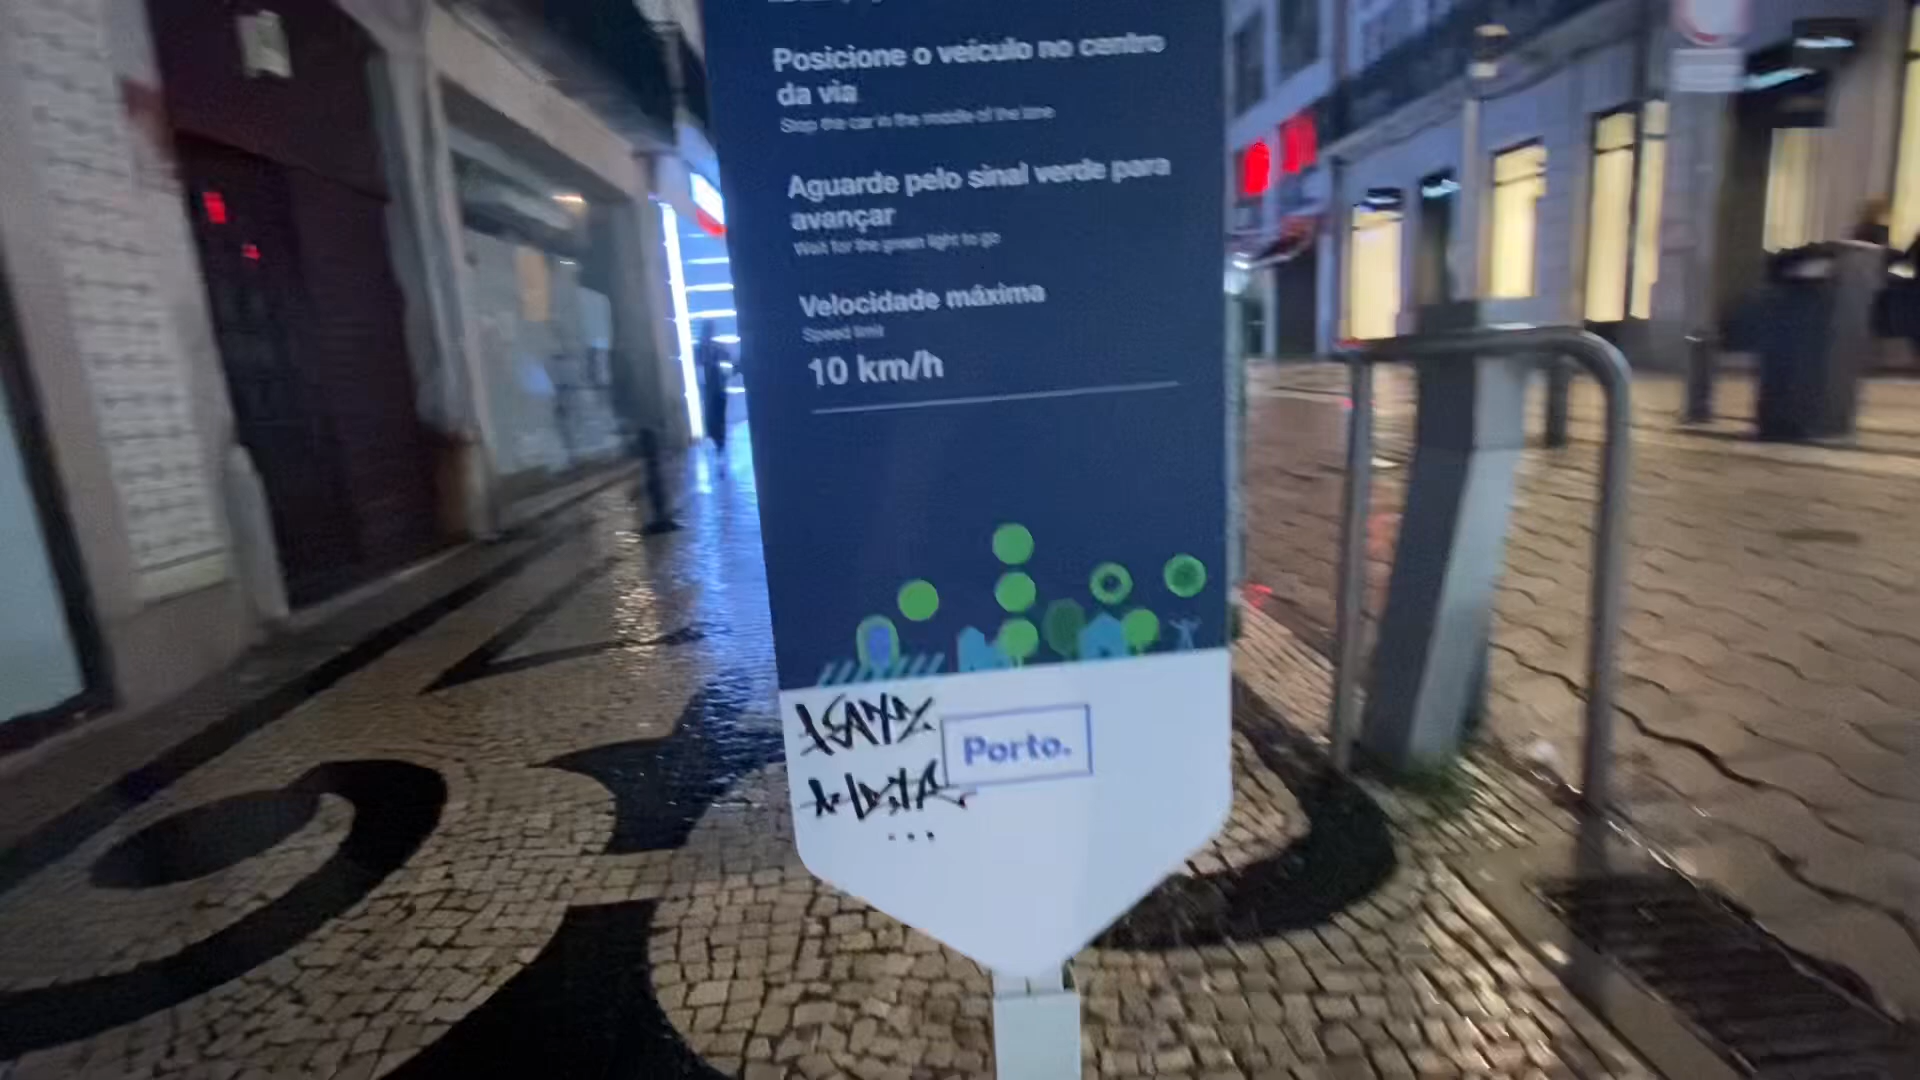 Posicione o veículo no centro
da via
Stop the car in the middle of the lane
Aguarde pelo sinal verde para
avançar
Wait for the green light to go
Velocidade máxima
Speed limit
10 km/h
Porto.